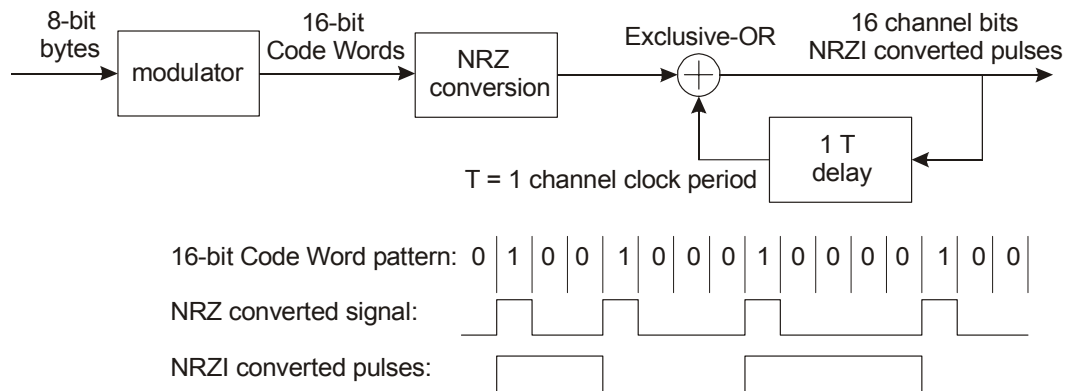 8-bit
bytes
modulator
16-bit
Code Words
NRZ
conversion
Exclusive-OR
16 channel bits
NRZI converted pulses
1 T
delay
T = 1 channel clock period
16-bit Code Word pattern: 0 1 0 0 1 0 0 0 1 0 0 0 0 1 0 0
NRZ converted signal:
NRZI converted pulses: